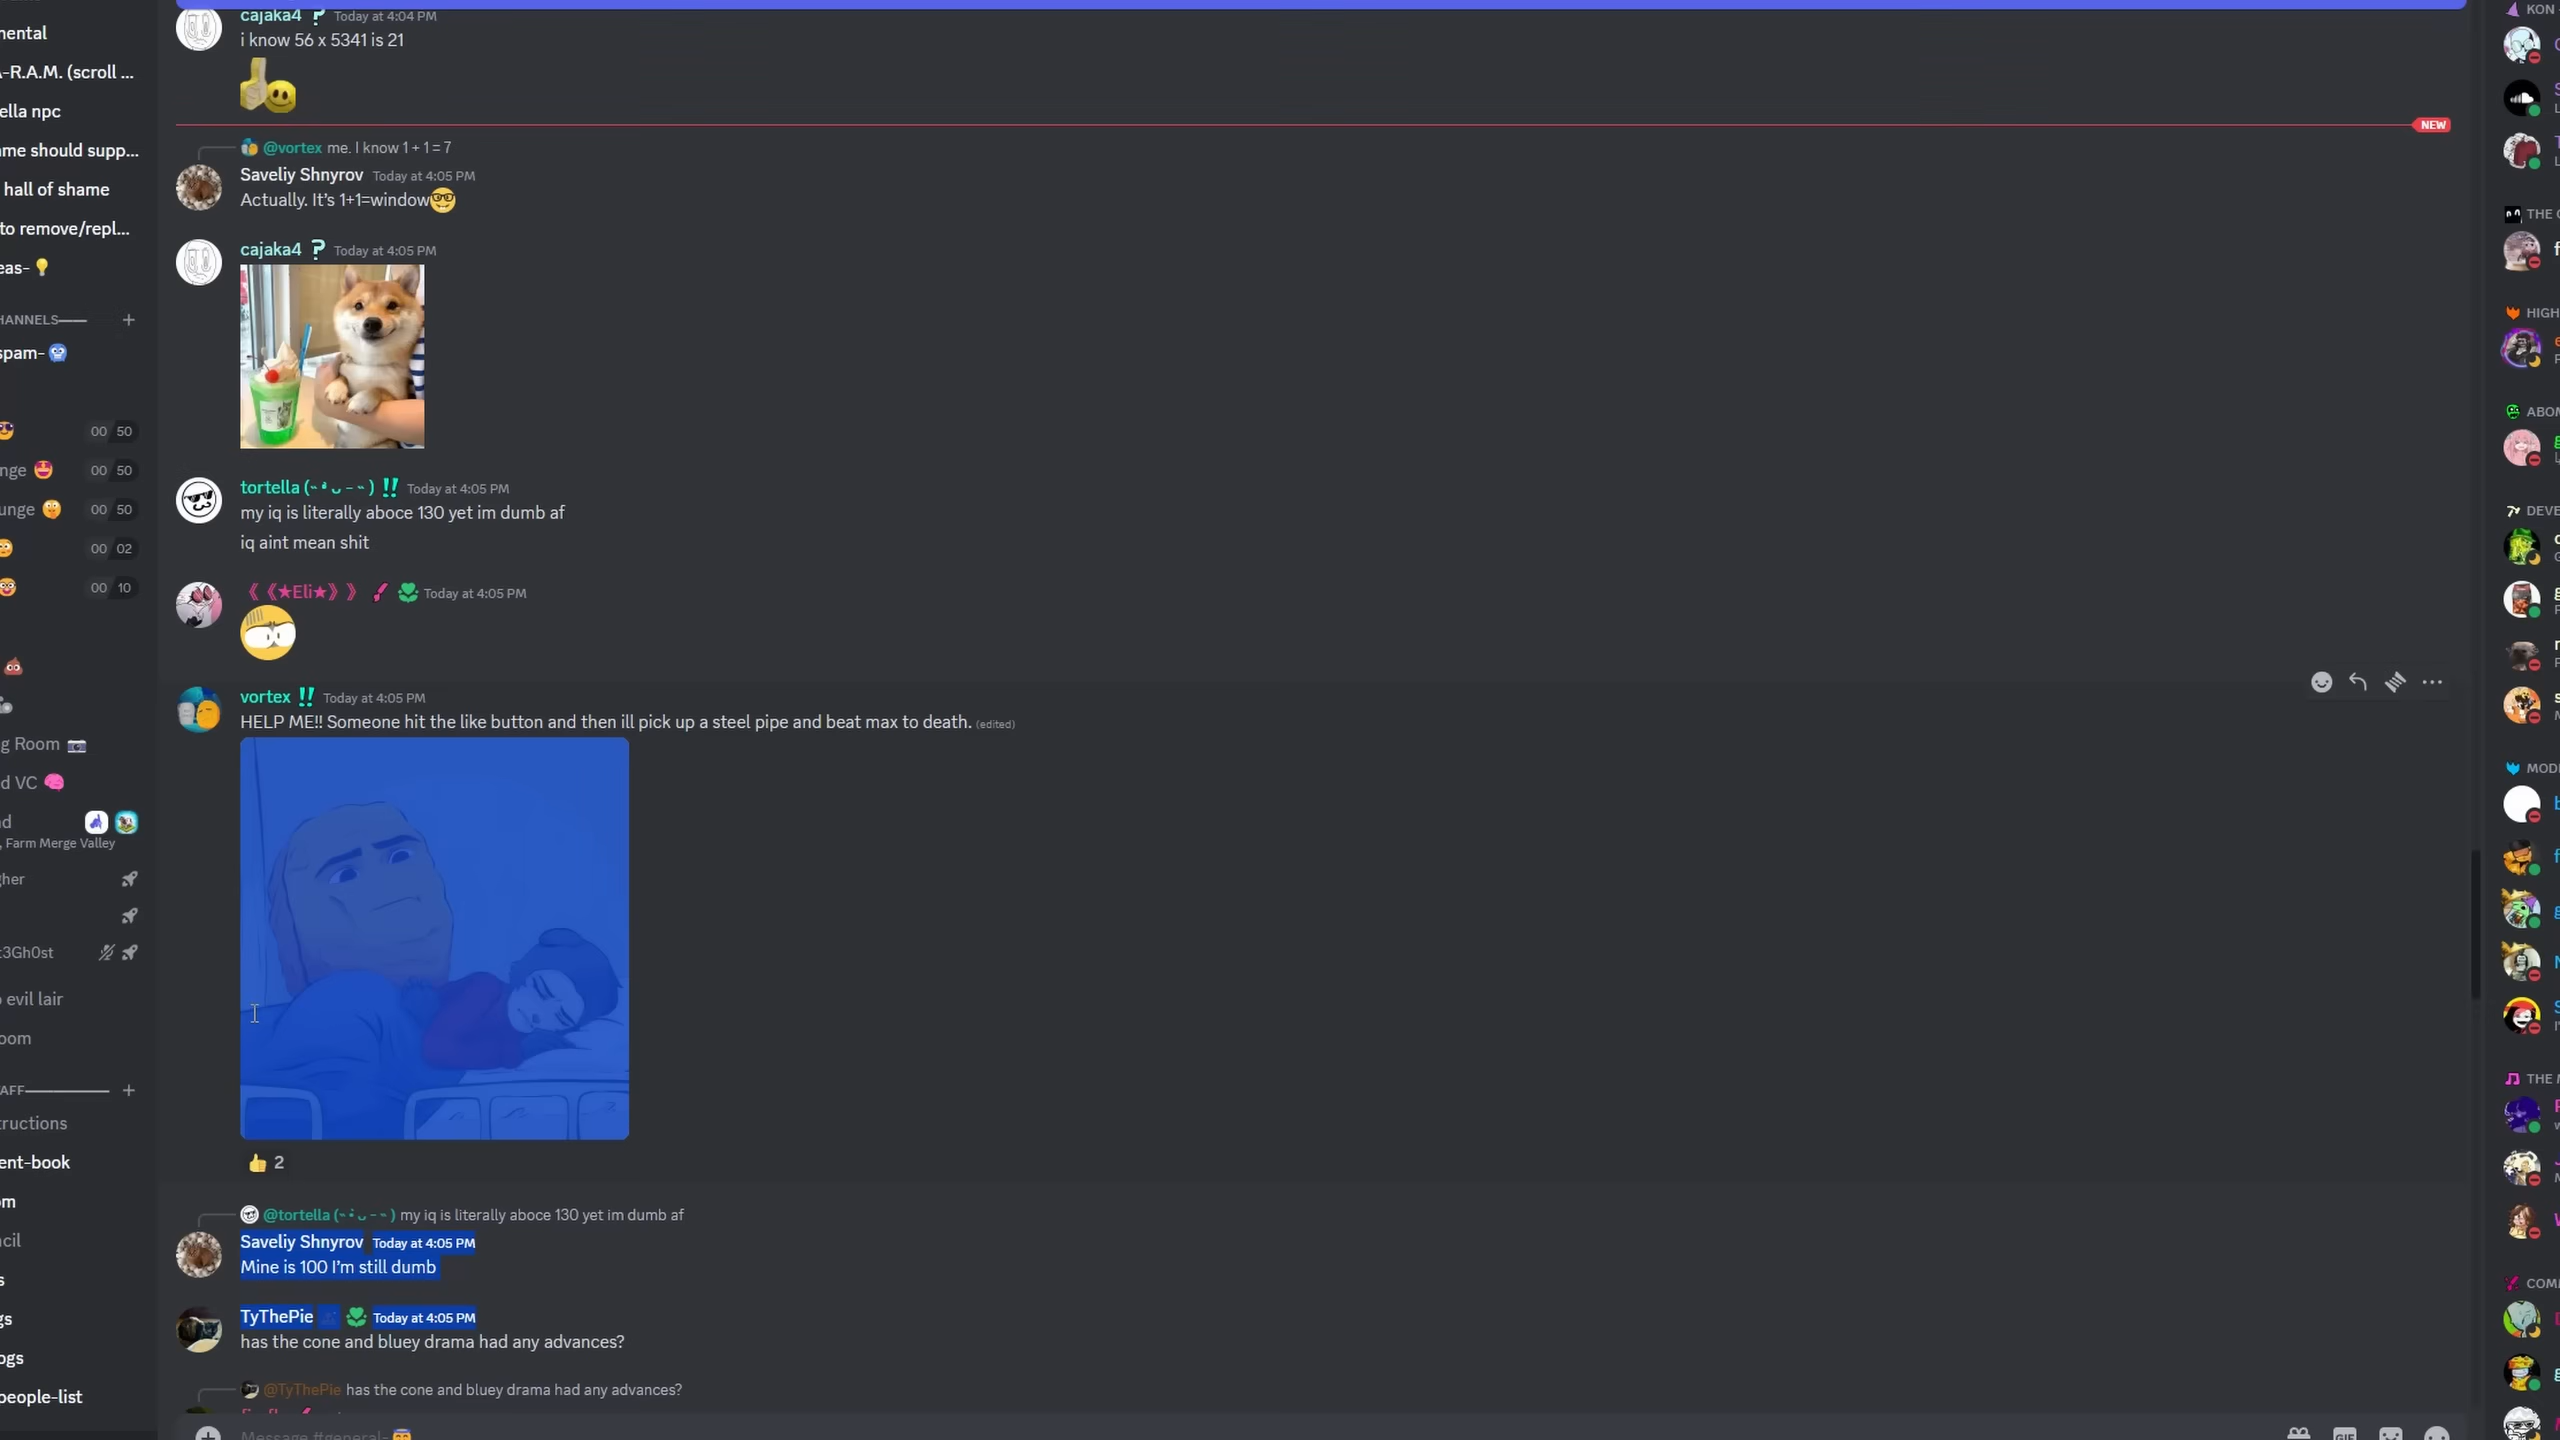 mental
A-R.A.M. (scroll ...
ella npc
ame should supp...
hall of shame
to remove/repl...
eas-
HANNELS
+
spam-
00 50
nge
00 50
unge
00 50
00 02
00 10
g Room
d VC
d
, Farm Merge Valley
gher
t3Gh0st
evil lair
oom
AFF
+
tructions
ent-book
om
cil
s
gs
ogs
people-list
cajaka4 ? Today at 4:04 PM
i know 56 x 5341 is 21
NEW
@vortex me. I know 1 + 1 = 7
Saveliy Shnyrov Today at 4:05 PM
Actually. It's 1+1=window🤓
cajaka4 ? Today at 4:05 PM
tortella !! Today at 4:05 PM
my iq is literally aboce 130 yet im dumb af
iq aint mean shit
《《★Eli★》》 Today at 4:05 PM
vortex !! Today at 4:05 PM
HELP ME!! Someone hit the like button and then ill pick up a steel pipe and beat max to death. (edited)
👍 2
@tortella my iq is literally aboce 130 yet im dumb af
Saveliy Shnyrov Today at 4:05 PM
Mine is 100 I'm still dumb
TyThePie Today at 4:05 PM
has the cone and bluey drama had any advances?
@TyThePie has the cone and bluey drama had any advances?
Message #general-
GIF
KON
THE
HIGH
ABO
DEVE
MOD
THE
COM